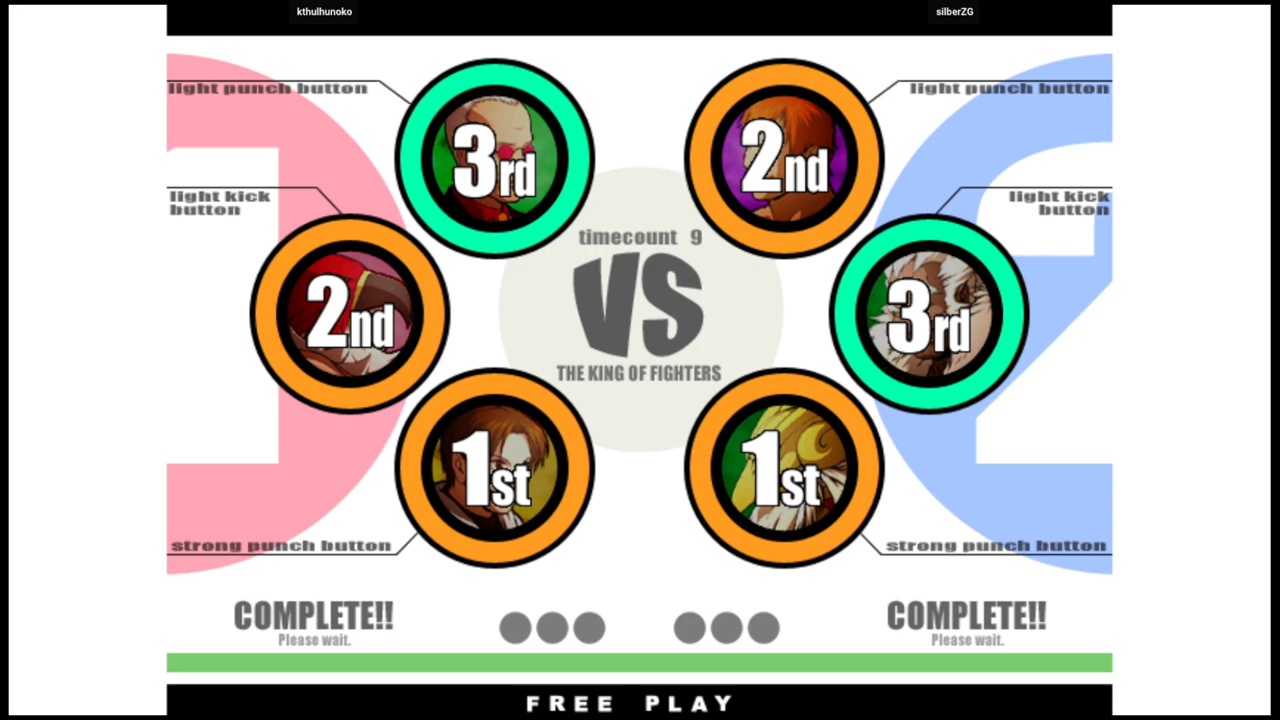 kthulhunoko
silberZG
light punch button
light punch button
3rd
2nd
light kick
button
light kick
button
timecount 9
VS
THE KING OF FIGHTERS
2nd
3rd
1st
1st
strong punch button
strong punch button
COMPLETE!!
Please wait.
COMPLETE!!
Please wait.
FREE PLAY